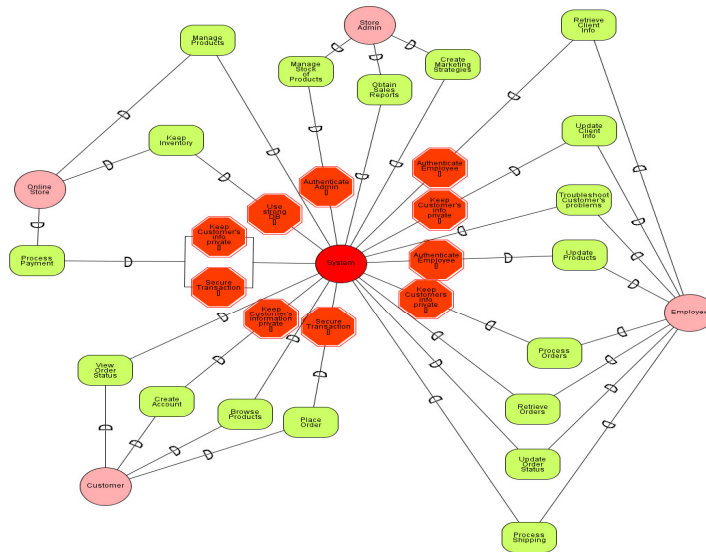 Store
Admin
Retrieve
Client
Info
Manage
Products
Manage
Stock
of
Products
Obtain
Sales
Reports
Create
Marketing
Strategies
Keep
Inventory
Update
Client
Info
Authenticate
Employee
Authenticate
Admin
Online
Store
Use
strong
DB
Keep
Customer's
info
private
Troubleshoot
Customer's
problems
Keep
Customer's
info
private
Process
Payment
System
Authenticate
Employee
Update
Products
Secure
Transaction
Keep
Customers
info
private
Keep
Customer's
Information
private
Secure
Transaction
Employee
View
Order
Status
Process
Orders
Create
Account
Browse
Products
Place
Order
Retrieve
Orders
Customer
Update
Order
Status
Process
Shipping